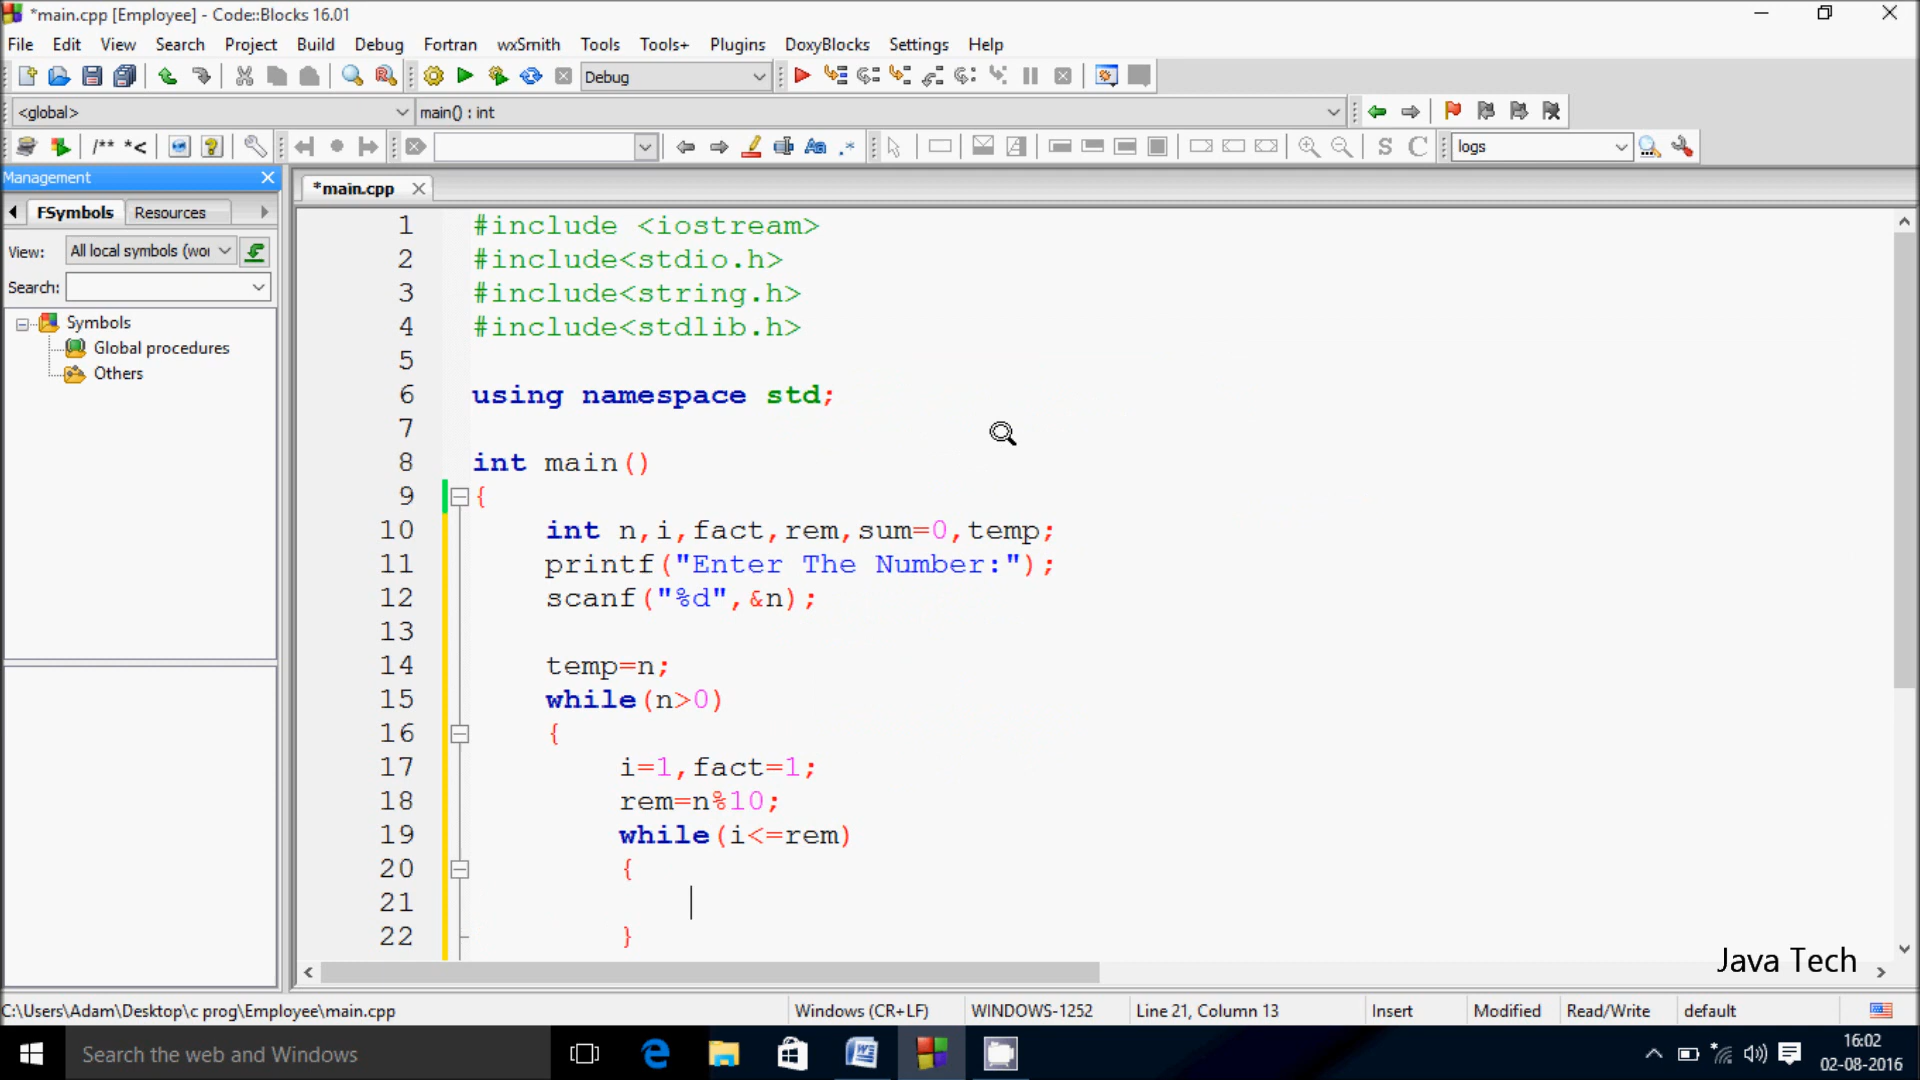 *main.cpp [Employee] - Code::Blocks 16.01
File Edit View Search Project Build Debug Fortran wxSmith Tools Tools+ Plugins DoxyBlocks Settings Help
Debug
<global> main() : int
/** *< S C logs
Management
*main.cpp
FSymbols Resources
View: All local symbols (wor
Search:
Symbols
Global procedures
Others
1 #include <iostream>
2 #include<stdio.h>
3 #include<string.h>
4 #include<stdlib.h>
5
6 using namespace std;
7
8 int main()
9 {
10 int n,i,fact,rem,sum=0,temp;
11 printf("Enter The Number:");
12 scanf("%d",&n);
13
14 temp=n;
15 while(n>0)
16 {
17 i=1,fact=1;
18 rem=n%10;
19 while(i<=rem)
20 {
21
22 }
Java Tech
C:\Users\Adam\Desktop\c prog\Employee\main.cpp Windows (CR+LF) WINDOWS-1252 Line 21, Column 13 Insert Modified Read/Write default
Search the web and Windows
16:02
02-08-2016